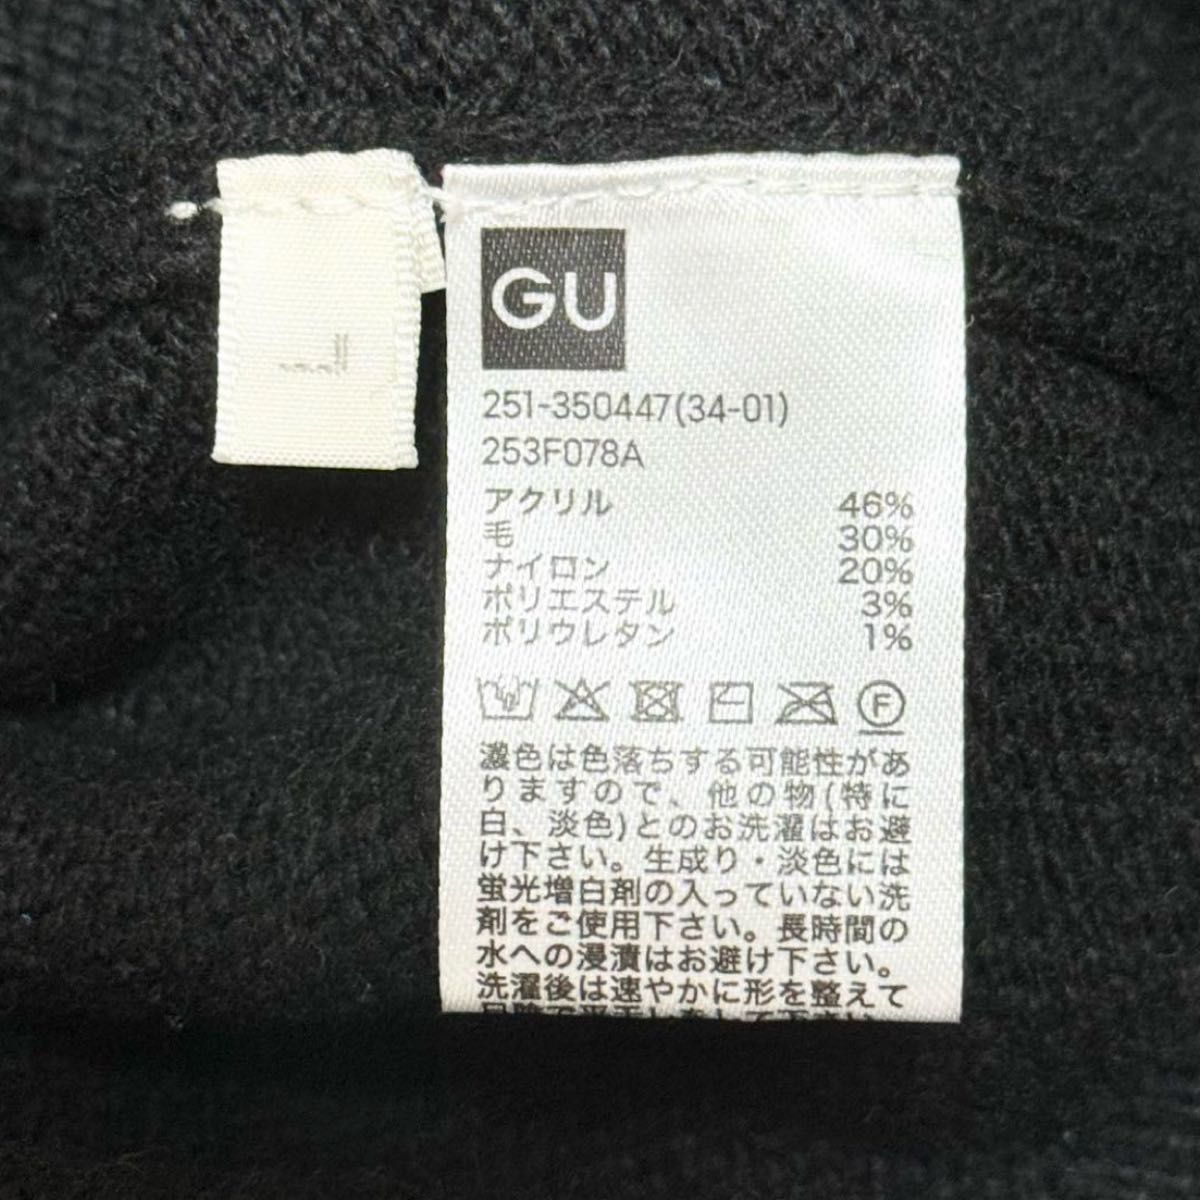 GU
251-350447(34-01)
253F078A
アクリル 46%
毛 30%
ナイロン 20%
ポリエステル 3%
ポリウレタン 1%
F
濃色は色落ちする可能性があ
りますので、他の物(特に
白、淡色)とのお洗濯はお避
け下さい。生成り・淡色には
蛍光増白剤の入っていない洗
剤をご使用下さい。長時間の
水への浸漬はお避け下さい。
洗濯後は速やかに形を整えて